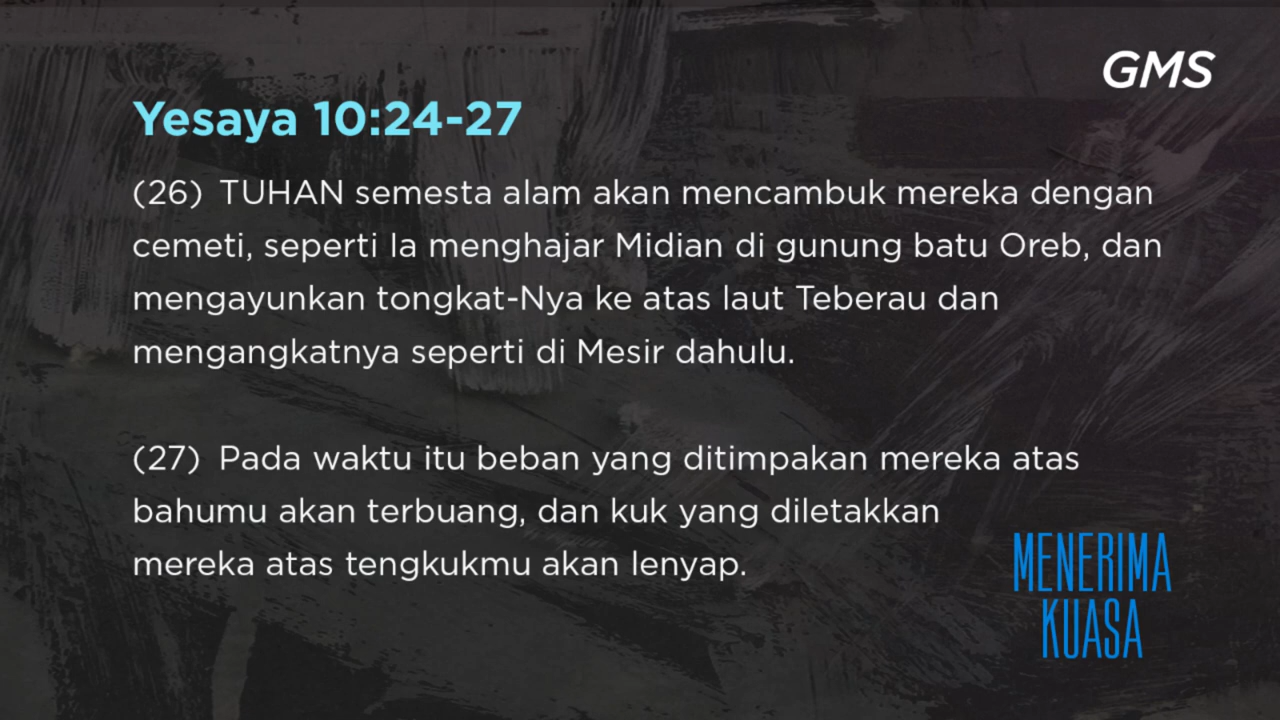 GMS
Yesaya 10:24-27
(26) TUHAN semesta alam akan mencambuk mereka dengan
cemeti, seperti Ia menghajar Midian di gunung batu Oreb, dan
mengayunkan tongkat-Nya ke atas laut Teberau dan
mengangkatnya seperti di Mesir dahulu.
(27) Pada waktu itu beban yang ditimpakan mereka atas
bahumu akan terbuang, dan kuk yang diletakkan
mereka atas tengkukmu akan lenyap.
MENERIMA
KUASA